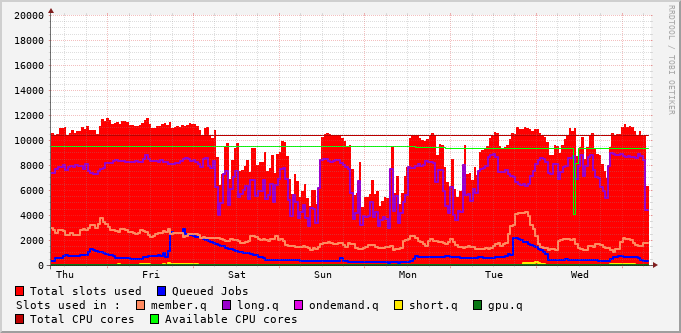 RRDTOOL / TOBI OETIKER
20000
18000
16000
14000
12000
10000
8000
6000
4000
2000
0
Thu Fri Sat Sun Mon Tue Wed
Total slots used Queued Jobs
Slots used in : member.q long.q ondemand.q short.q gpu.q
Total CPU cores Available CPU cores